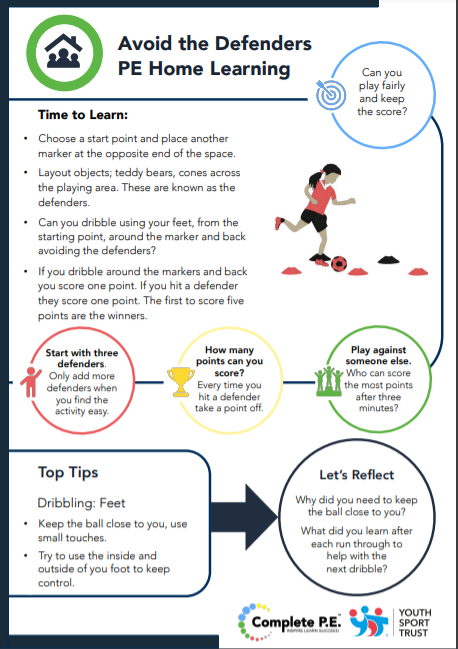 Avoid the Defenders
PE Home Learning
Can you
play fairly
and keep
the score?
Time to Learn:
• Choose a start point and place another
marker at the opposite end of the space.
• Layout objects; teddy bears, cones across
the playing area. These are known as the
defenders.
• Can you dribble using your feet, from the
starting point, around the marker and back
avoiding the defenders?
• If you dribble around the markers and back
you score one point. If you hit a defender
they score one point. The first to score five
points are the winners.
Start with three
defenders.
Only add more
defenders when
you find the
activity easy.
How many
points can you
score?
Every time you
hit a defender
take a point off.
Play against
someone else.
Who can score
the most points
after three
minutes?
Top Tips
Dribbling: Feet
• Keep the ball close to you, use
small touches.
• Try to use the inside and
outside of you foot to keep
control.
Let's Reflect
Why did you need to keep
the ball close to you?
What did you learn after
each run through to
help with the
next dribble?
Complete P.E.™
INSPIRE LEARN SUCCEED
YOUTH
SPORT
TRUST